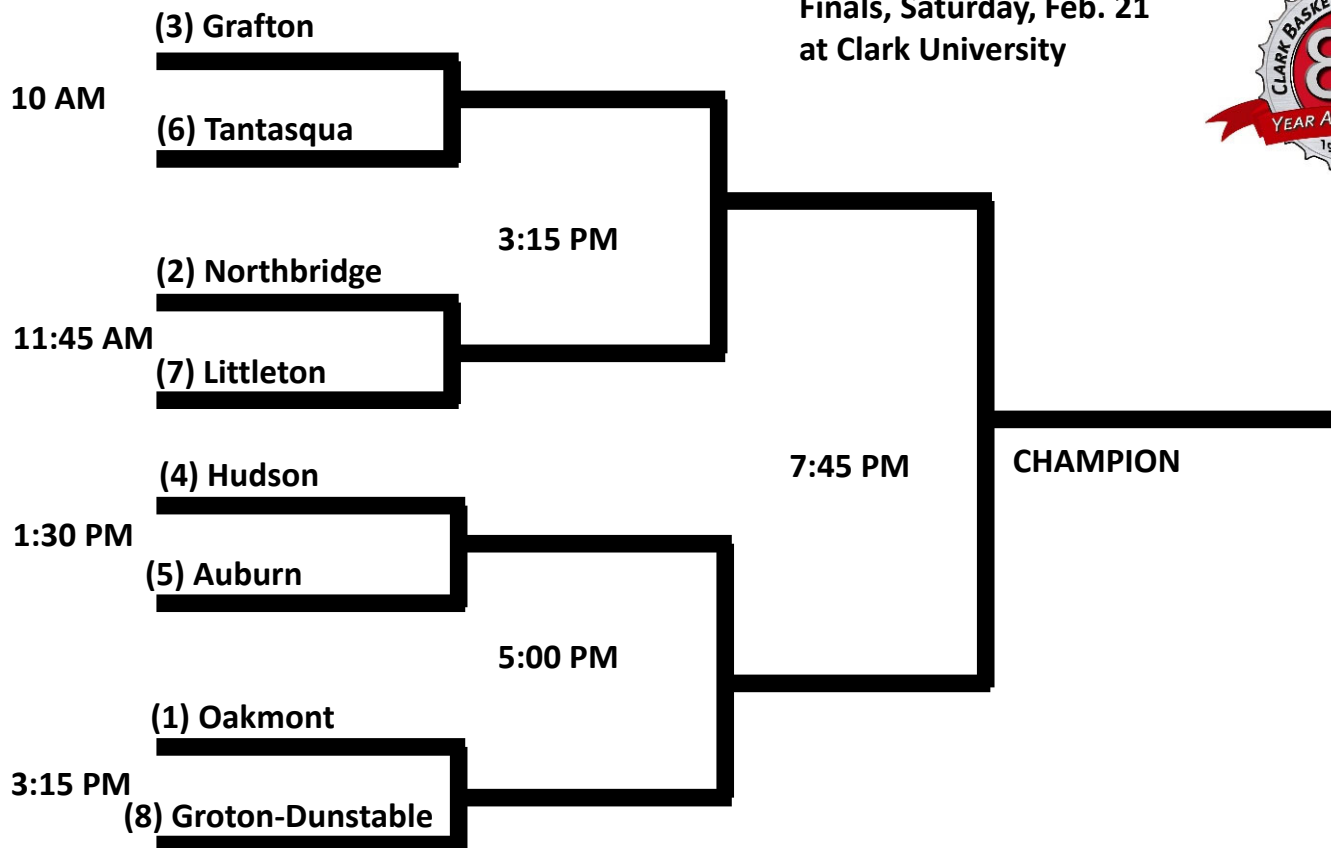 Finals, Saturday, Feb. 21
at Clark University
CLARK
YEAR
(3) Grafton
10 AM
(6) Tantasqua
3:15 PM
(2) Northbridge
11:45 AM
(7) Littleton
7:45 PM
CHAMPION
(4) Hudson
1:30 PM
(5) Auburn
5:00 PM
(1) Oakmont
3:15 PM
(8) Groton-Dunstable